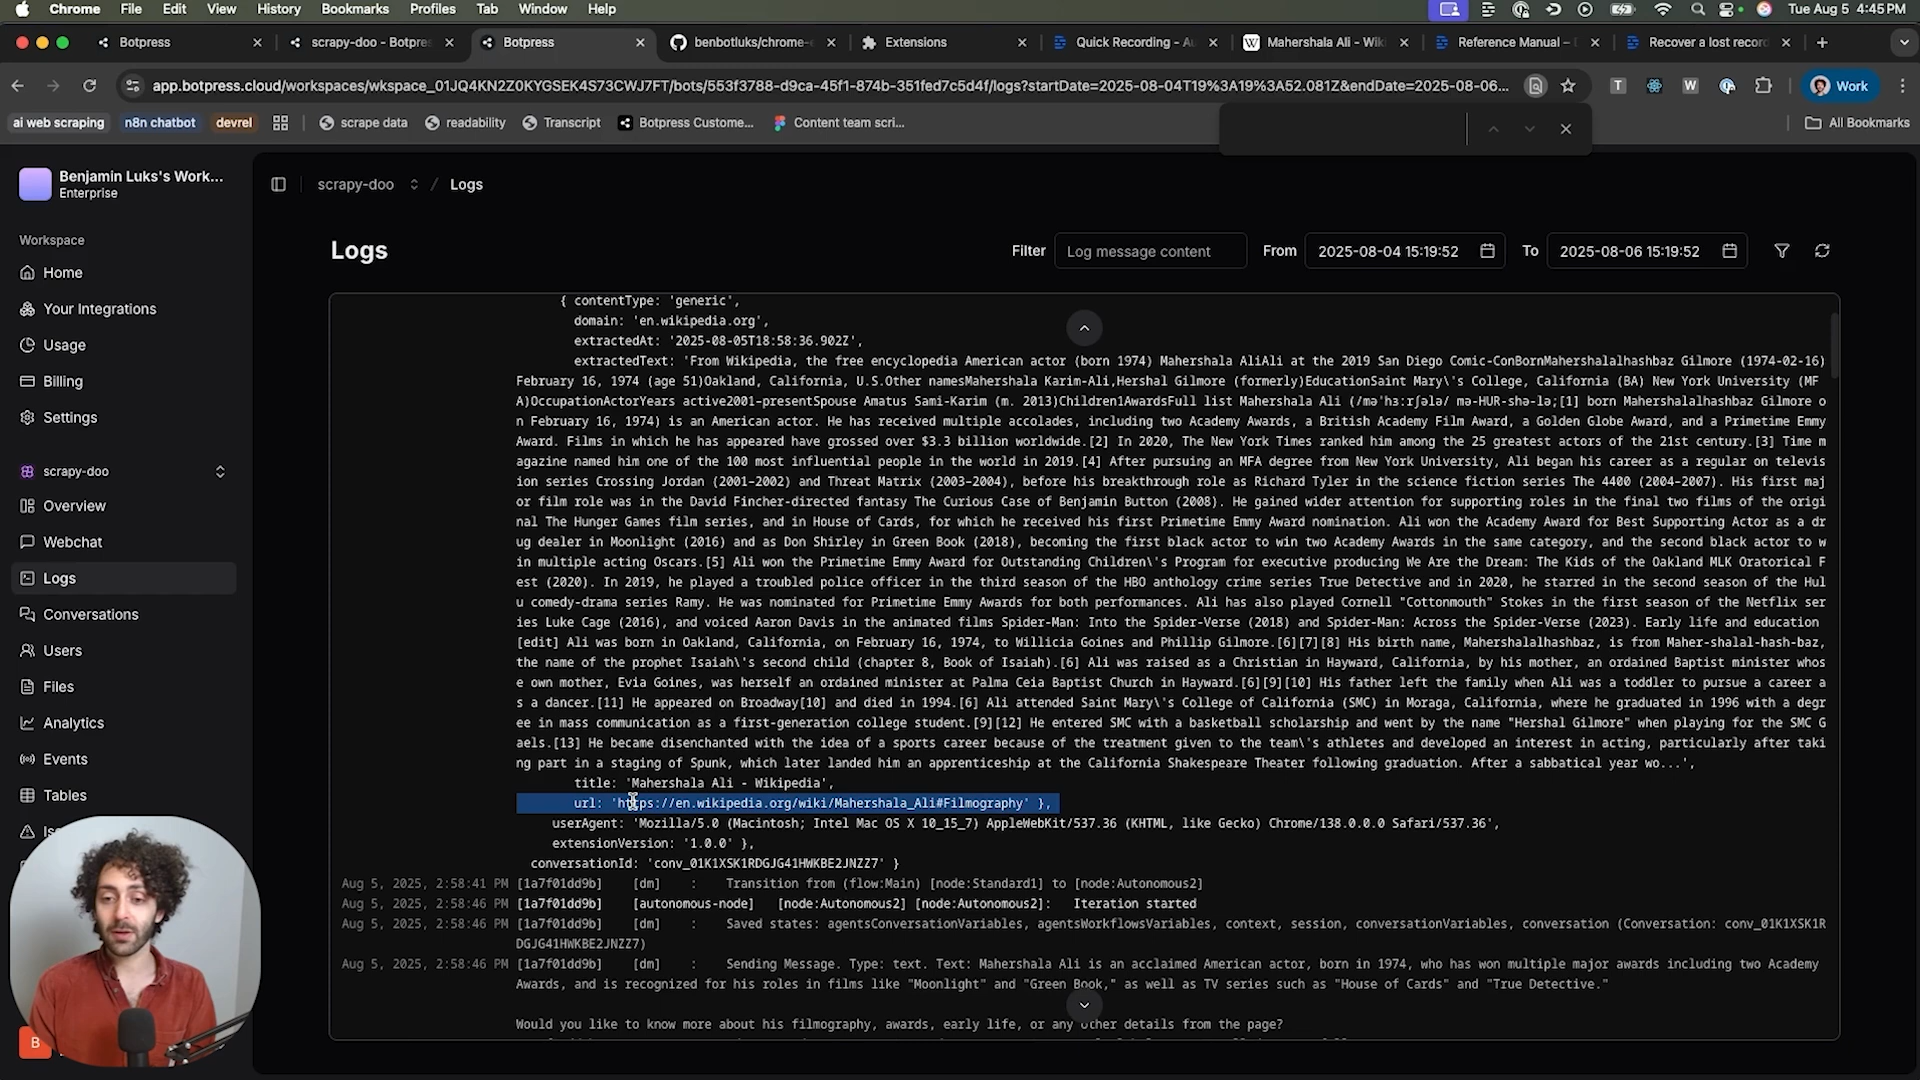 Chrome File Edit View History Bookmarks Profiles Tab Window Help Tue Aug 5 4:45 PM
Botpress scrapy-doo - Botpre Botpress benbotluks/chrome-e Extensions Quick Recording - Au Mahershala Ali - Wiki Reference Manual – D Recover a lost record
app.botpress.cloud/workspaces/wkspace_01JQ4KN2Z0KYGSEK4S73CWJ7FT/bots/553f3788-d9ca-45f1-874b-351fed7c5d4f/logs?startDate=2025-08-04T19%3A19%3A52.081Z&endDate=2025-08-06... T W Work
ai web scraping n8n chatbot devrel scrape data readability Transcript Botpress Custome... Content team scri... All Bookmarks
Benjamin Luks's Work...
Enterprise
scrapy-doo / Logs
Workspace
Home
Your Integrations
Usage
Billing
Settings
scrapy-doo
Overview
Webchat
Logs
Conversations
Users
Files
Analytics
Events
Tables
B
Logs
Filter Log message content From 2025-08-04 15:19:52 To 2025-08-06 15:19:52
{ contentType: 'generic',
domain: 'en.wikipedia.org',
extractedAt: '2025-08-05T18:58:36.902Z',
extractedText: 'From Wikipedia, the free encyclopedia American actor (born 1974) Mahershala AliAli at the 2019 San Diego Comic-ConBornMahershalalhashbaz Gilmore (1974-02-16)
February 16, 1974 (age 51)Oakland, California, U.S.Other namesMahershala Karim-Ali,Hershal Gilmore (formerly)EducationSaint Mary\'s College, California (BA) New York University (MF
A)OccupationActorYears active2001–presentSpouse Amatus Sami-Karim (m. 2013)Children1AwardsFull list Mahershala Ali (/məˈhɜːrʃələ/ mə-HUR-shə-lə;[1] born Mahershalalhashbaz Gilmore o
n February 16, 1974) is an American actor. He has received multiple accolades, including two Academy Awards, a British Academy Film Award, a Golden Globe Award, and a Primetime Emmy
Award. Films in which he has appeared have grossed over $3.3 billion worldwide.[2] In 2020, The New York Times ranked him among the 25 greatest actors of the 21st century.[3] Time m
agazine named him one of the 100 most influential people in the world in 2019.[4] After pursuing an MFA degree from New York University, Ali began his career as a regular on televis
ion series Crossing Jordan (2001–2002) and Threat Matrix (2003–2004), before his breakthrough role as Richard Tyler in the science fiction series The 4400 (2004–2007). His first maj
or film role was in the David Fincher-directed fantasy The Curious Case of Benjamin Button (2008). He gained wider attention for supporting roles in the final two films of the origi
nal The Hunger Games film series, and in House of Cards, for which he received his first Primetime Emmy Award nomination. Ali won the Academy Award for Best Supporting Actor as a dr
ug dealer in Moonlight (2016) and as Don Shirley in Green Book (2018), becoming the first black actor to win two Academy Awards in the same category, and the second black actor to w
in multiple acting Oscars.[5] Ali won the Primetime Emmy Award for Outstanding Children\'s Program for executive producing We Are the Dream: The Kids of the Oakland MLK Oratorical F
est (2020). In 2019, he played a troubled police officer in the third season of the HBO anthology crime series True Detective and in 2020, he starred in the second season of the Hul
u comedy-drama series Ramy. He was nominated for Primetime Emmy Awards for both performances. Ali has also played Cornell "Cottonmouth" Stokes in the first season of the Netflix ser
ies Luke Cage (2016), and voiced Aaron Davis in the animated films Spider-Man: Into the Spider-Verse (2018) and Spider-Man: Across the Spider-Verse (2023). Early life and education
[edit] Ali was born in Oakland, California, on February 16, 1974, to Willicia Goines and Phillip Gilmore.[6][7][8] His birth name, Mahershalalhashbaz, is from Maher-shalal-hash-baz,
the name of the prophet Isaiah\'s second child (chapter 8, Book of Isaiah).[6] Ali was raised as a Christian in Hayward, California, by his mother, an ordained Baptist minister whos
e own mother, Evia Goines, was herself an ordained minister at Palma Ceia Baptist Church in Hayward.[6][9][10] His father left the family when Ali was a toddler to pursue a career a
s a dancer.[11] He appeared on Broadway[10] and died in 1994.[6] Ali attended Saint Mary\'s College of California (SMC) in Moraga, California, where he graduated in 1996 with a degr
ee in mass communication as a first-generation college student.[9][12] He entered SMC with a basketball scholarship and went by the name "Hershal Gilmore" when playing for the SMC G
aels.[13] He became disenchanted with the idea of a sports career because of the treatment given to the team\'s athletes and developed an interest in acting, particularly after taki
ng part in a staging of Spunk, which later landed him an apprenticeship at the California Shakespeare Theater following graduation. After a sabbatical year wo...',
title: 'Mahershala Ali - Wikipedia',
url: 'https://en.wikipedia.org/wiki/Mahershala_Ali#Filmography' },
userAgent: 'Mozilla/5.0 (Macintosh; Intel Mac OS X 10_15_7) AppleWebKit/537.36 (KHTML, like Gecko) Chrome/138.0.0.0 Safari/537.36',
extensionVersion: '1.0.0' },
conversationId: 'conv_01K1XSK1RDGJG41HWKBE2JNZZ7' }
Aug 5, 2025, 2:58:41 PM [1a7f01dd9b] [dm] : Transition from (flow:Main) [node:Standard1] to [node:Autonomous2]
Aug 5, 2025, 2:58:46 PM [1a7f01dd9b] [autonomous-node] [node:Autonomous2] [node:Autonomous2]: Iteration started
Aug 5, 2025, 2:58:46 PM [1a7f01dd9b] [dm] : Saved states: agentsConversationVariables, agentsWorkflowsVariables, context, session, conversationVariables, conversation (Conversation: conv_01K1XSK1R
DGJG41HWKBE2JNZZ7)
Aug 5, 2025, 2:58:46 PM [1a7f01dd9b] [dm] : Sending Message. Type: text. Text: Mahershala Ali is an acclaimed American actor, born in 1974, who has won multiple major awards including two Academy
Awards, and is recognized for his roles in films like "Moonlight" and "Green Book," as well as TV series such as "House of Cards" and "True Detective."
Would you like to know more about his filmography, awards, early life, or any other details from the page?